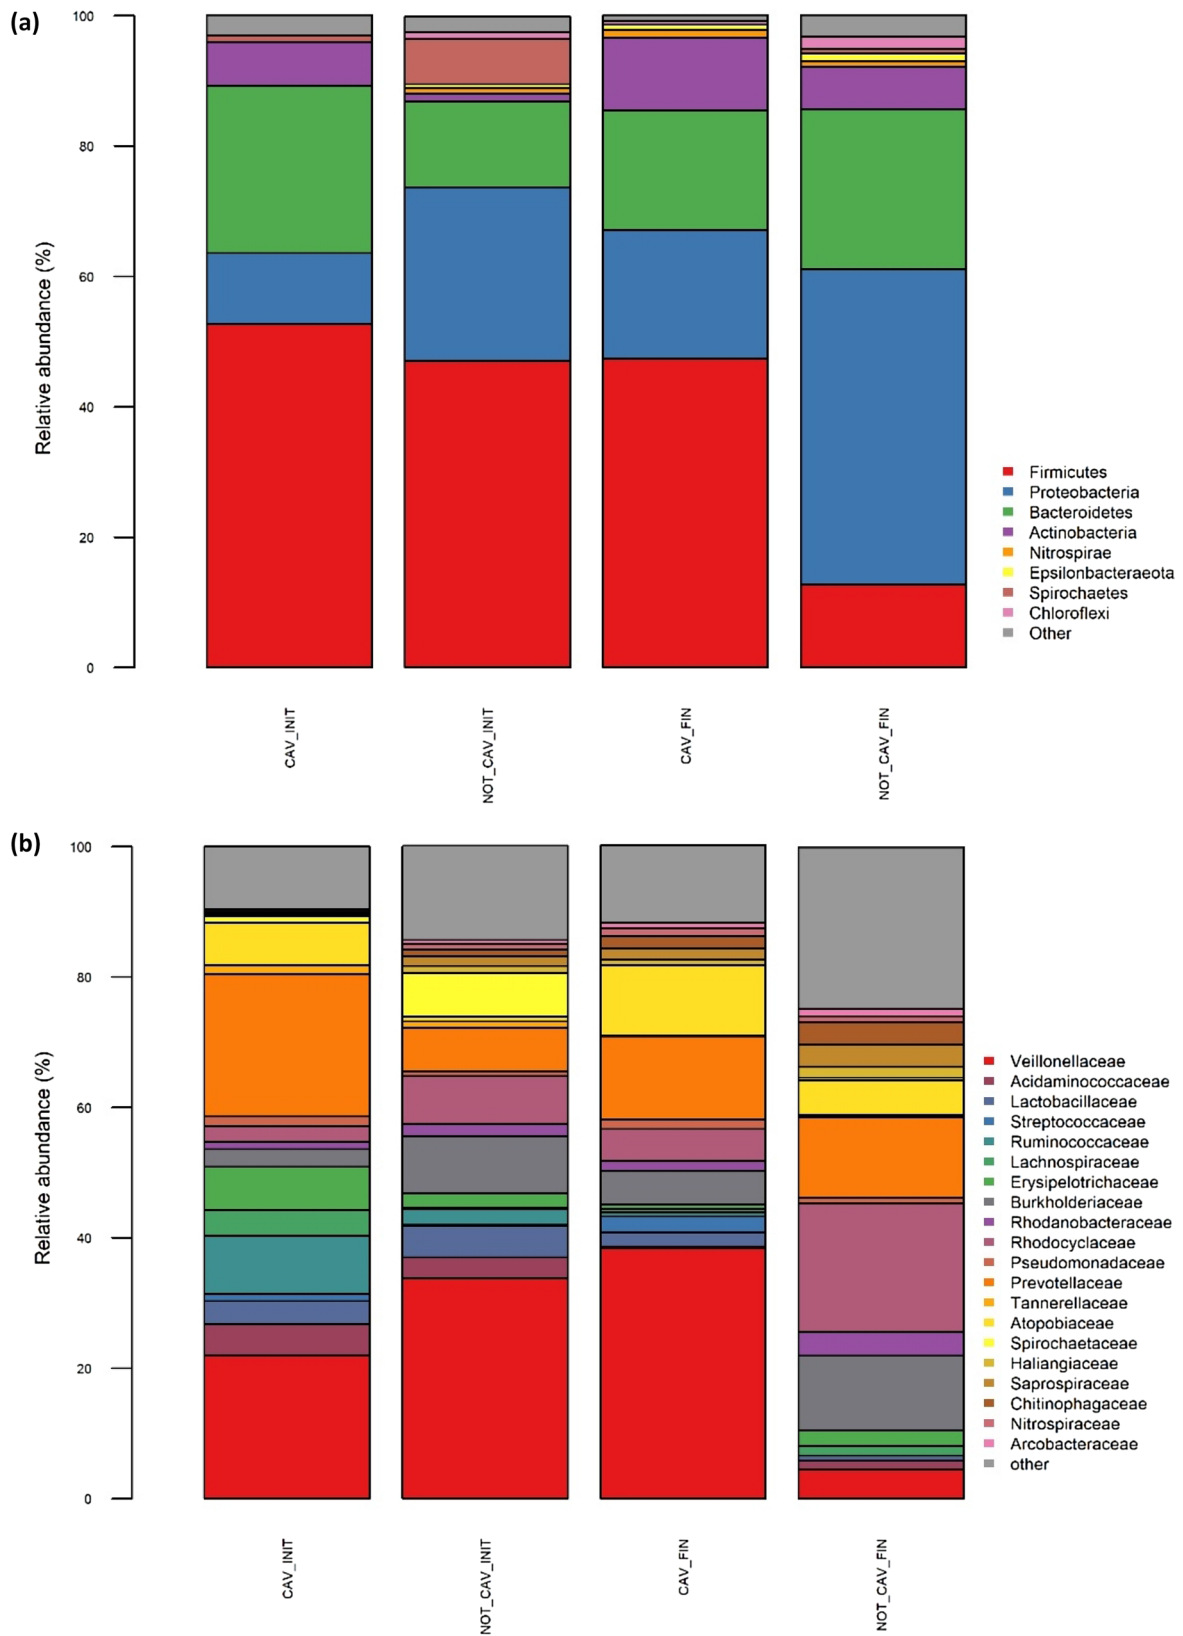 (a)
Relative abundance (%)
100
80
60
40
20
0
CAV_INIT
NOT_CAV_INIT
CAV_FIN
NOT_CAV_FIN
Firmicutes
Proteobacteria
Bacteroidetes
Actinobacteria
Nitrospirae
Epsilonbacteraeota
Spirochaetes
Chloroflexi
Other
(b)
Relative abundance (%)
100
80
60
40
20
0
CAV_INIT
NOT_CAV_INIT
CAV_FIN
NOT_CAV_FIN
Veillonellaceae
Acidaminococcaceae
Lactobacillaceae
Streptococcaceae
Ruminococcaceae
Lachnospiraceae
Erysipelotrichaceae
Burkholderiaceae
Rhodanobacteraceae
Rhodocyclaceae
Pseudomonadaceae
Prevotellaceae
Tannerellaceae
Atopobiaceae
Spirochaetaceae
Haliangiaceae
Saprospiraceae
Chitinophagaceae
Nitrospiraceae
Arcobacteraceae
other